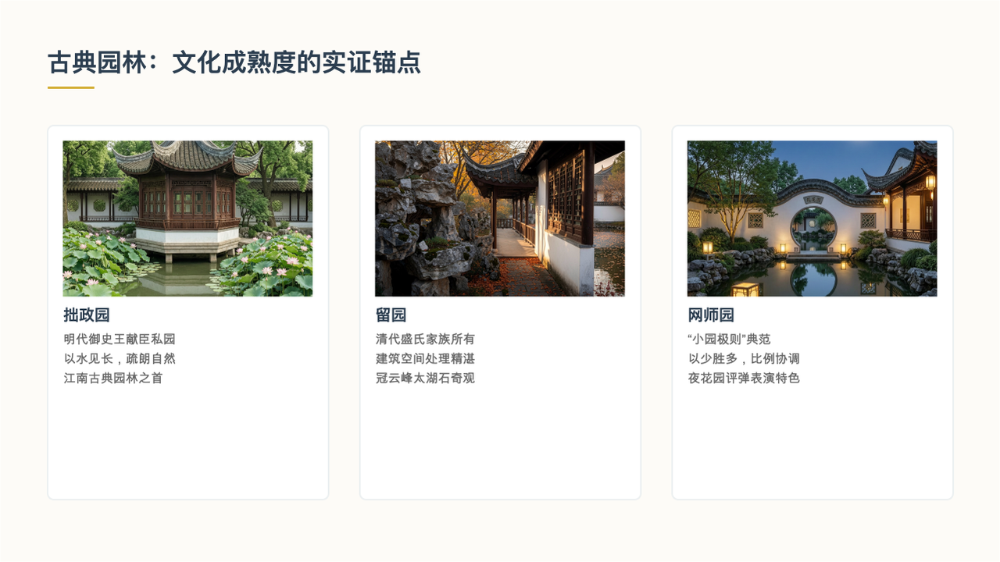 古典园林：文化成熟度的实证锚点
拙政园
明代御史王献臣私园
以水见长，疏朗自然
江南古典园林之首
留园
清代盛氏家族所有
建筑空间处理精湛
冠云峰太湖石奇观
网师园
“小园极则”典范
以少胜多，比例协调
夜花园评弹表演特色